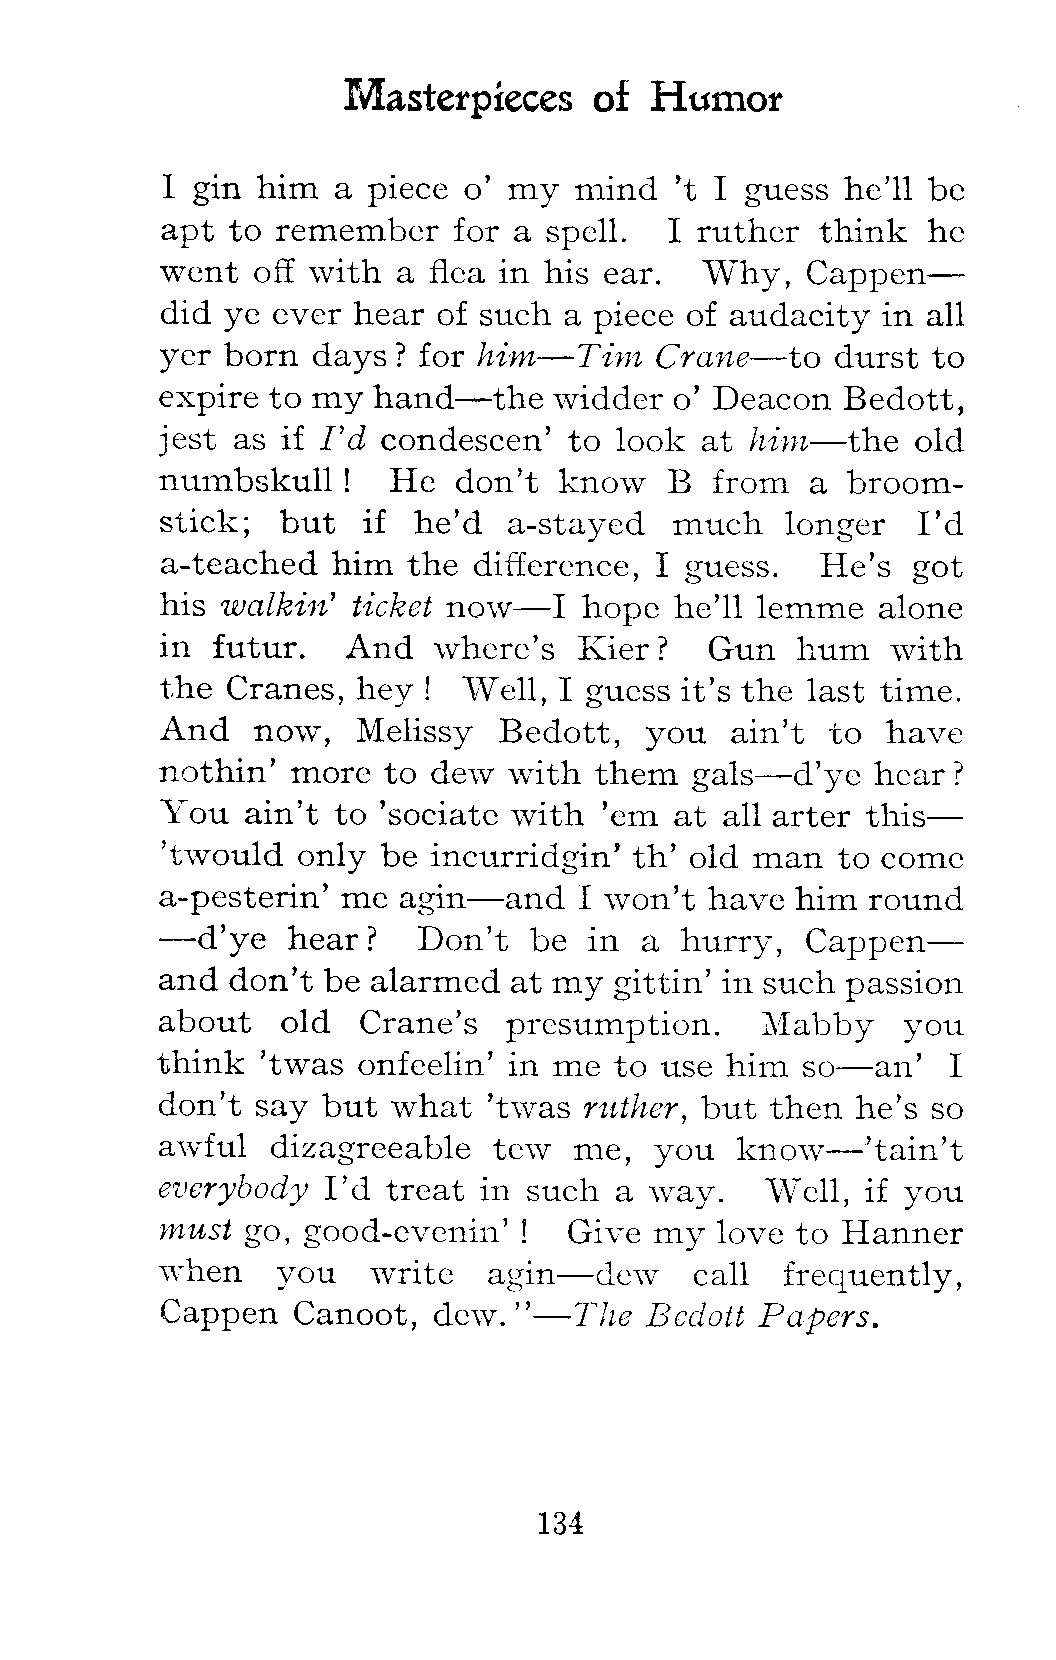 Masterpieces of Humor
I gin him a piece o' my mind 't I guess he'll be
apt to remember for a spell. I ruther think he
went off with a flea in his ear. Why, Cappen—
did ye ever hear of such a piece of audacity in all
yer born days? for him—Tim Crane—to durst to
expire to my hand—the widder o' Deacon Bedott,
jest as if I'd condescen' to look at him—the old
numbskull! He don't know B from a broom-
stick; but if he'd a-stayed much longer I'd
a-teached him the difference, I guess. He's got
his walkin' ticket now—I hope he'll lemme alone
in futur. And where's Kier? Gun hum with
the Cranes, hey! Well, I guess it's the last time.
And now, Melissy Bedott, you ain't to have
nothin' more to dew with them gals—d'ye hear?
You ain't to 'sociate with 'em at all arter this—
'twould only be incurridgin' th' old man to come
a-pesterin' me agin—and I won't have him round
—d'ye hear? Don't be in a hurry, Cappen—
and don't be alarmed at my gittin' in such passion
about old Crane's presumption. Mabby you
think 'twas onfeelin' in me to use him so—an' I
don't say but what 'twas ruther, but then he's so
awful dizagreeable tew me, you know—'tain't
everybody I'd treat in such a way. Well, if you
must go, good-evenin'! Give my love to Hanner
when you write agin—dew call frequently,
Cappen Canoot, dew."—The Bedott Papers.
134